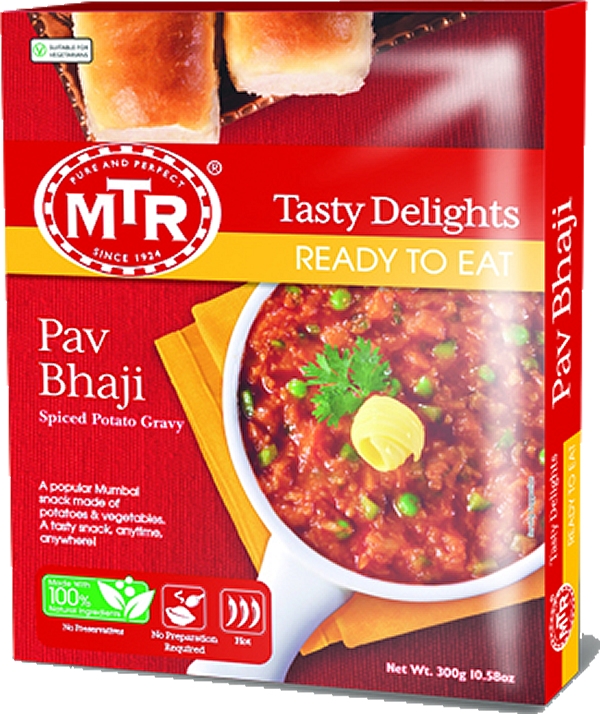 SUITABLE FOR
VEGETARIANS
PURE AND PERFECT
MTR
®
SINCE 1924
Tasty Delights
READY TO EAT
Pav
Bhaji
Spiced Potato Gravy
A popular Mumbai
snack made of
potatoes & vegetables.
A tasty snack, anytime,
anywhere!
Made with
100%
Natural Ingredients
No Preservatives
No Preparation
Required
Hot
Net Wt. 300g 10.58oz
Pav Bhaji
Tasty Delights
READY TO EAT
MTR